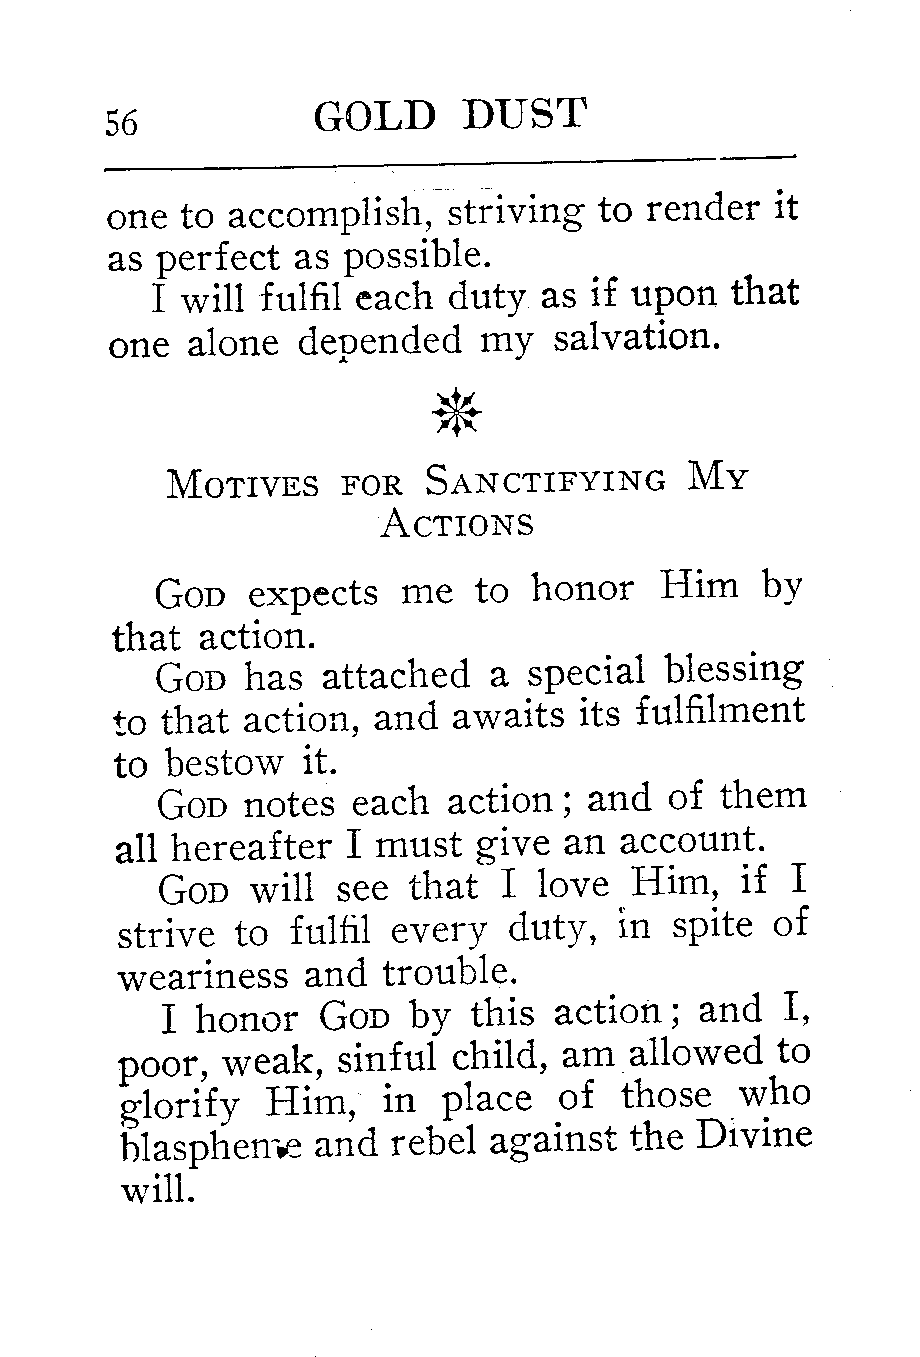 56 GOLD DUST
one to accomplish, striving to render it
as perfect as possible.
I will fulfil each duty as if upon that
one alone depended my salvation.
MOTIVES FOR SANCTIFYING MY
ACTIONS
GOD expects me to honor Him by
that action.
GOD has attached a special blessing
to that action, and awaits its fulfilment
to bestow it.
GOD notes each action; and of them
all hereafter I must give an account.
GOD will see that I love Him, if I
strive to fulfil every duty, in spite of
weariness and trouble.
I honor GOD by this action; and I,
poor, weak, sinful child, am allowed to
glorify Him, in place of those who
blaspheme and rebel against the Divine
will.